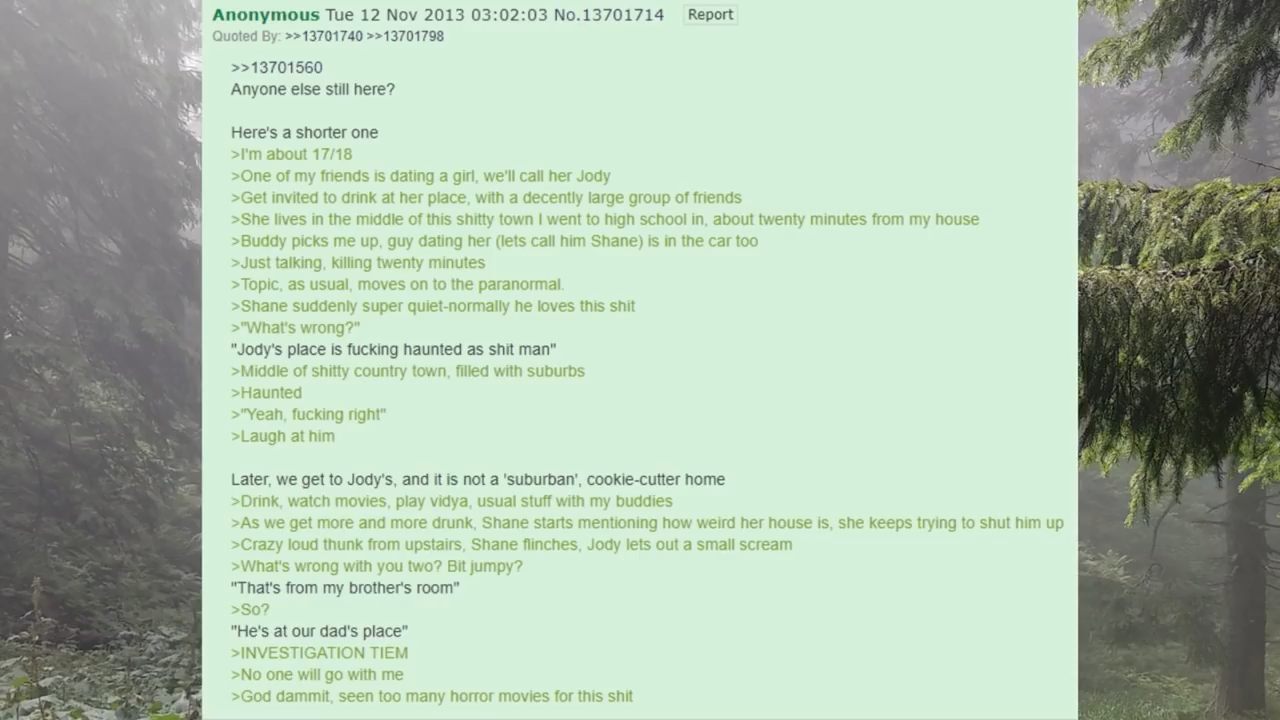 Anonymous Tue 12 Nov 2013 03:02:03 No.13701714 Report
Quoted By: >>13701740 >>13701798
>>13701560
Anyone else still here?
Here's a shorter one
>I'm about 17/18
>One of my friends is dating a girl, we'll call her Jody
>Get invited to drink at her place, with a decently large group of friends
>She lives in the middle of this shitty town I went to high school in, about twenty minutes from my house
>Buddy picks me up, guy dating her (lets call him Shane) is in the car too
>Just talking, killing twenty minutes
>Topic, as usual, moves on to the paranormal.
>Shane suddenly super quiet-normally he loves this shit
>"What's wrong?"
"Jody's place is fucking haunted as shit man"
>Middle of shitty country town, filled with suburbs
>Haunted
>"Yeah, fucking right"
>Laugh at him
Later, we get to Jody's, and it is not a 'suburban', cookie-cutter home
>Drink, watch movies, play vidya, usual stuff with my buddies
>As we get more and more drunk, Shane starts mentioning how weird her house is, she keeps trying to shut him up
>Crazy loud thunk from upstairs, Shane flinches, Jody lets out a small scream
>What's wrong with you two? Bit jumpy?
"That's from my brother's room"
>So?
"He's at our dad's place"
>INVESTIGATION TIEM
>No one will go with me
>God dammit, seen too many horror movies for this shit